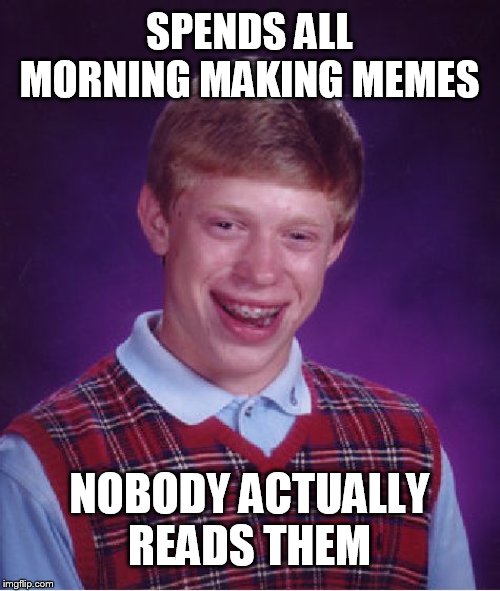 SPENDS ALL
MORNING MAKING MEMES
NOBODY ACTUALLY
READS THEM
imgflip.com